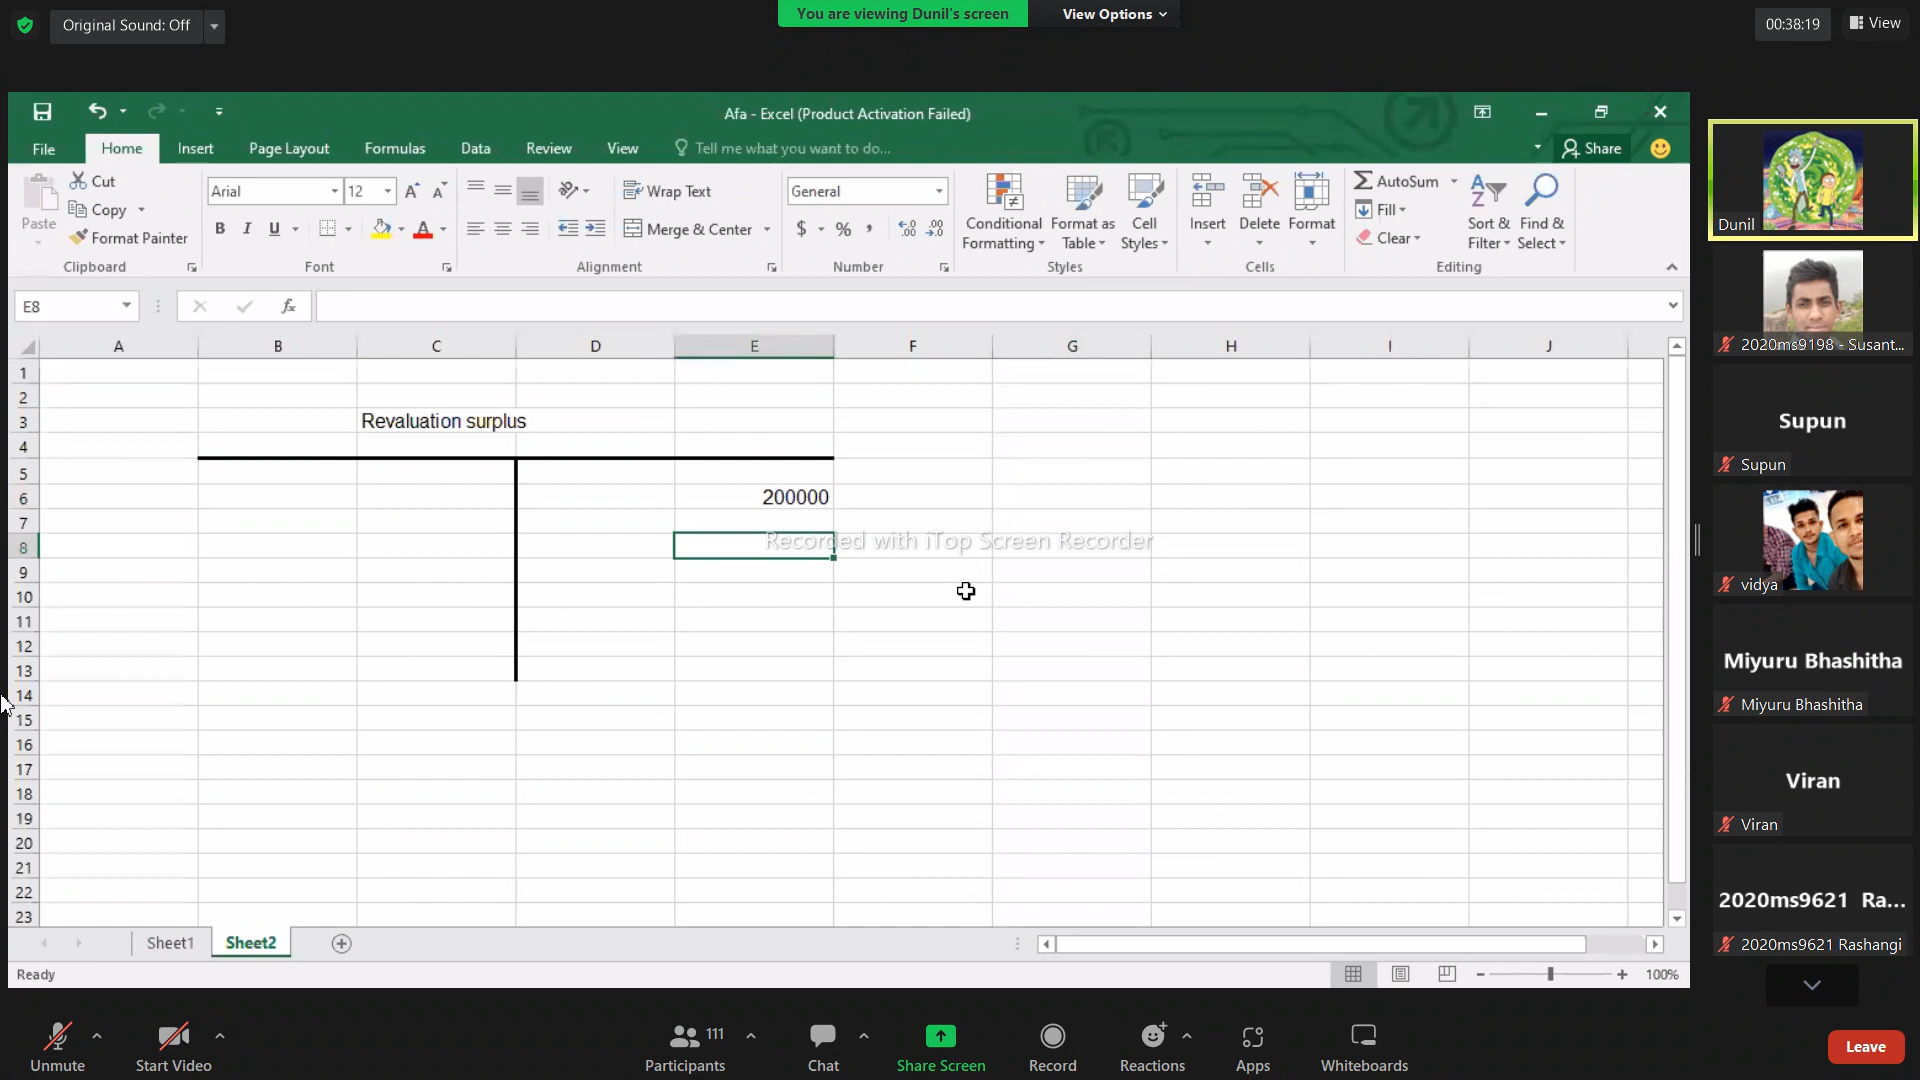 Original Sound: Off
You are viewing Dunil's screen
View Options
00:38:19
View
Afa - Excel (Product Activation Failed)
File
Home
Insert
Page Layout
Formulas
Data
Review
View
Tell me what you want to do...
Share
Paste
Cut
Copy
Format Painter
Clipboard
Arial
12
B I U
A
Font
Wrap Text
Merge & Center
Alignment
General
$ % ,
Number
Conditional
Formatting
Format as
Table
Cell
Styles
Styles
Insert
Delete
Format
Cells
AutoSum
Fill
Clear
Sort &
Filter
Find &
Select
Editing
E8
fx
A B C D E F G H I J
1
2
3 Revaluation surplus
4
5
6 200000
7
8
Recorded with iTop Screen Recorder
9
10
11
12
13
14
15
16
17
18
19
20
21
22
23
Sheet1
Sheet2
Ready
100%
Dunil
2020ms9198 - Susant...
Supun
Supun
vidya
Miyuru Bhashitha
Miyuru Bhashitha
Viran
Viran
2020ms9621 Ra...
2020ms9621 Rashangi
Unmute
Start Video
111
Participants
Chat
Share Screen
Record
Reactions
Apps
Whiteboards
Leave